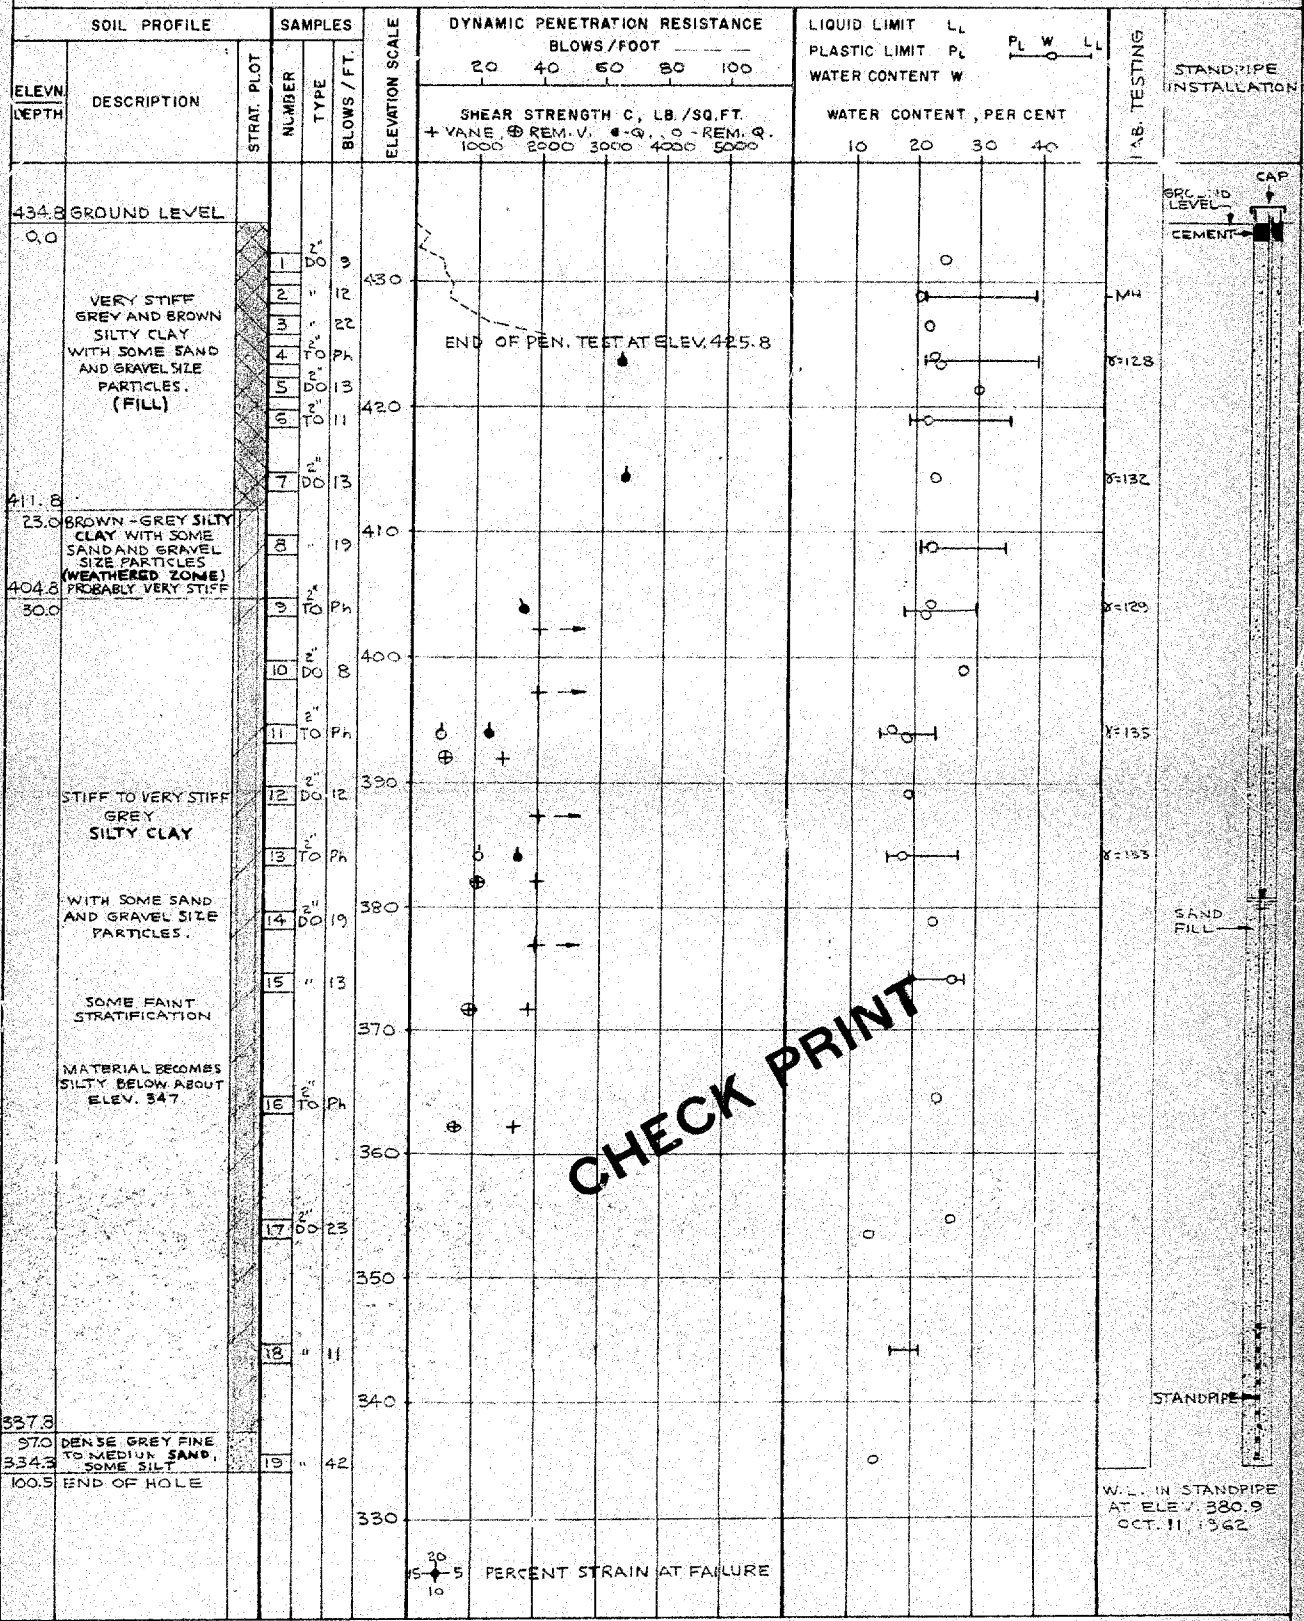 SOIL PROFILE
SAMPLES
ELEVATION SCALE
DYNAMIC PENETRATION RESISTANCE
BLOWS/FOOT
20 40 60 80 100
SHEAR STRENGTH C, LB./SQ.FT.
+ VANE, ⊕ REM. V. ●-Q. ○-REM. Q.
1000 2000 3000 4000 5000
LIQUID LIMIT LL
PLASTIC LIMIT PL
WATER CONTENT W
PL W LL
WATER CONTENT, PER CENT
10 20 30 40
LAB. TESTING
STANDPIPE
INSTALLATION
ELEVN.
DEPTH
DESCRIPTION
STRAT. PLOT
NUMBER
TYPE
BLOWS / FT.
434.8 GROUND LEVEL
0.0
VERY STIFF
GREY AND BROWN
SILTY CLAY
WITH SOME SAND
AND GRAVEL SIZE
PARTICLES.
(FILL)
411.8
23.0 BROWN-GREY SILTY
CLAY WITH SOME
SAND AND GRAVEL
SIZE PARTICLES
(WEATHERED ZONE)
404.8 PROBABLY VERY STIFF
30.0
STIFF TO VERY STIFF
GREY
SILTY CLAY
WITH SOME SAND
AND GRAVEL SIZE
PARTICLES.
SOME FAINT
STRATIFICATION
MATERIAL BECOMES
SILTY BELOW ABOUT
ELEV. 347
337.8
97.0 DENSE GREY FINE
TO MEDIUM SAND,
334.3 SOME SILT
100.5 END OF HOLE
1 2" DO 9
2 " 12
3 " 22
4 2" TO Ph
5 2" DO 13
6 2" TO 11
7 2" DO 13
8 " 19
9 2" TO Ph
10 2" DO 8
11 2" TO Ph
12 2" DO 12
13 2" TO Ph
14 2" DO 19
15 " 13
16 2" TO Ph
17 2" DO 23
18 " 11
19 " 42
430
420
410
400
390
380
370
360
350
340
330
END OF PEN. TEST AT ELEV. 425.8
MH
γ=128
γ=132
γ=129
γ=135
γ=133
CAP
GROUND
LEVEL
CEMENT
SAND
FILL
STANDPIPE
W.L. IN STANDPIPE
AT ELEV. 380.9
OCT. 11, 1962
CHECK PRINT
20
15 5 PERCENT STRAIN AT FAILURE
10